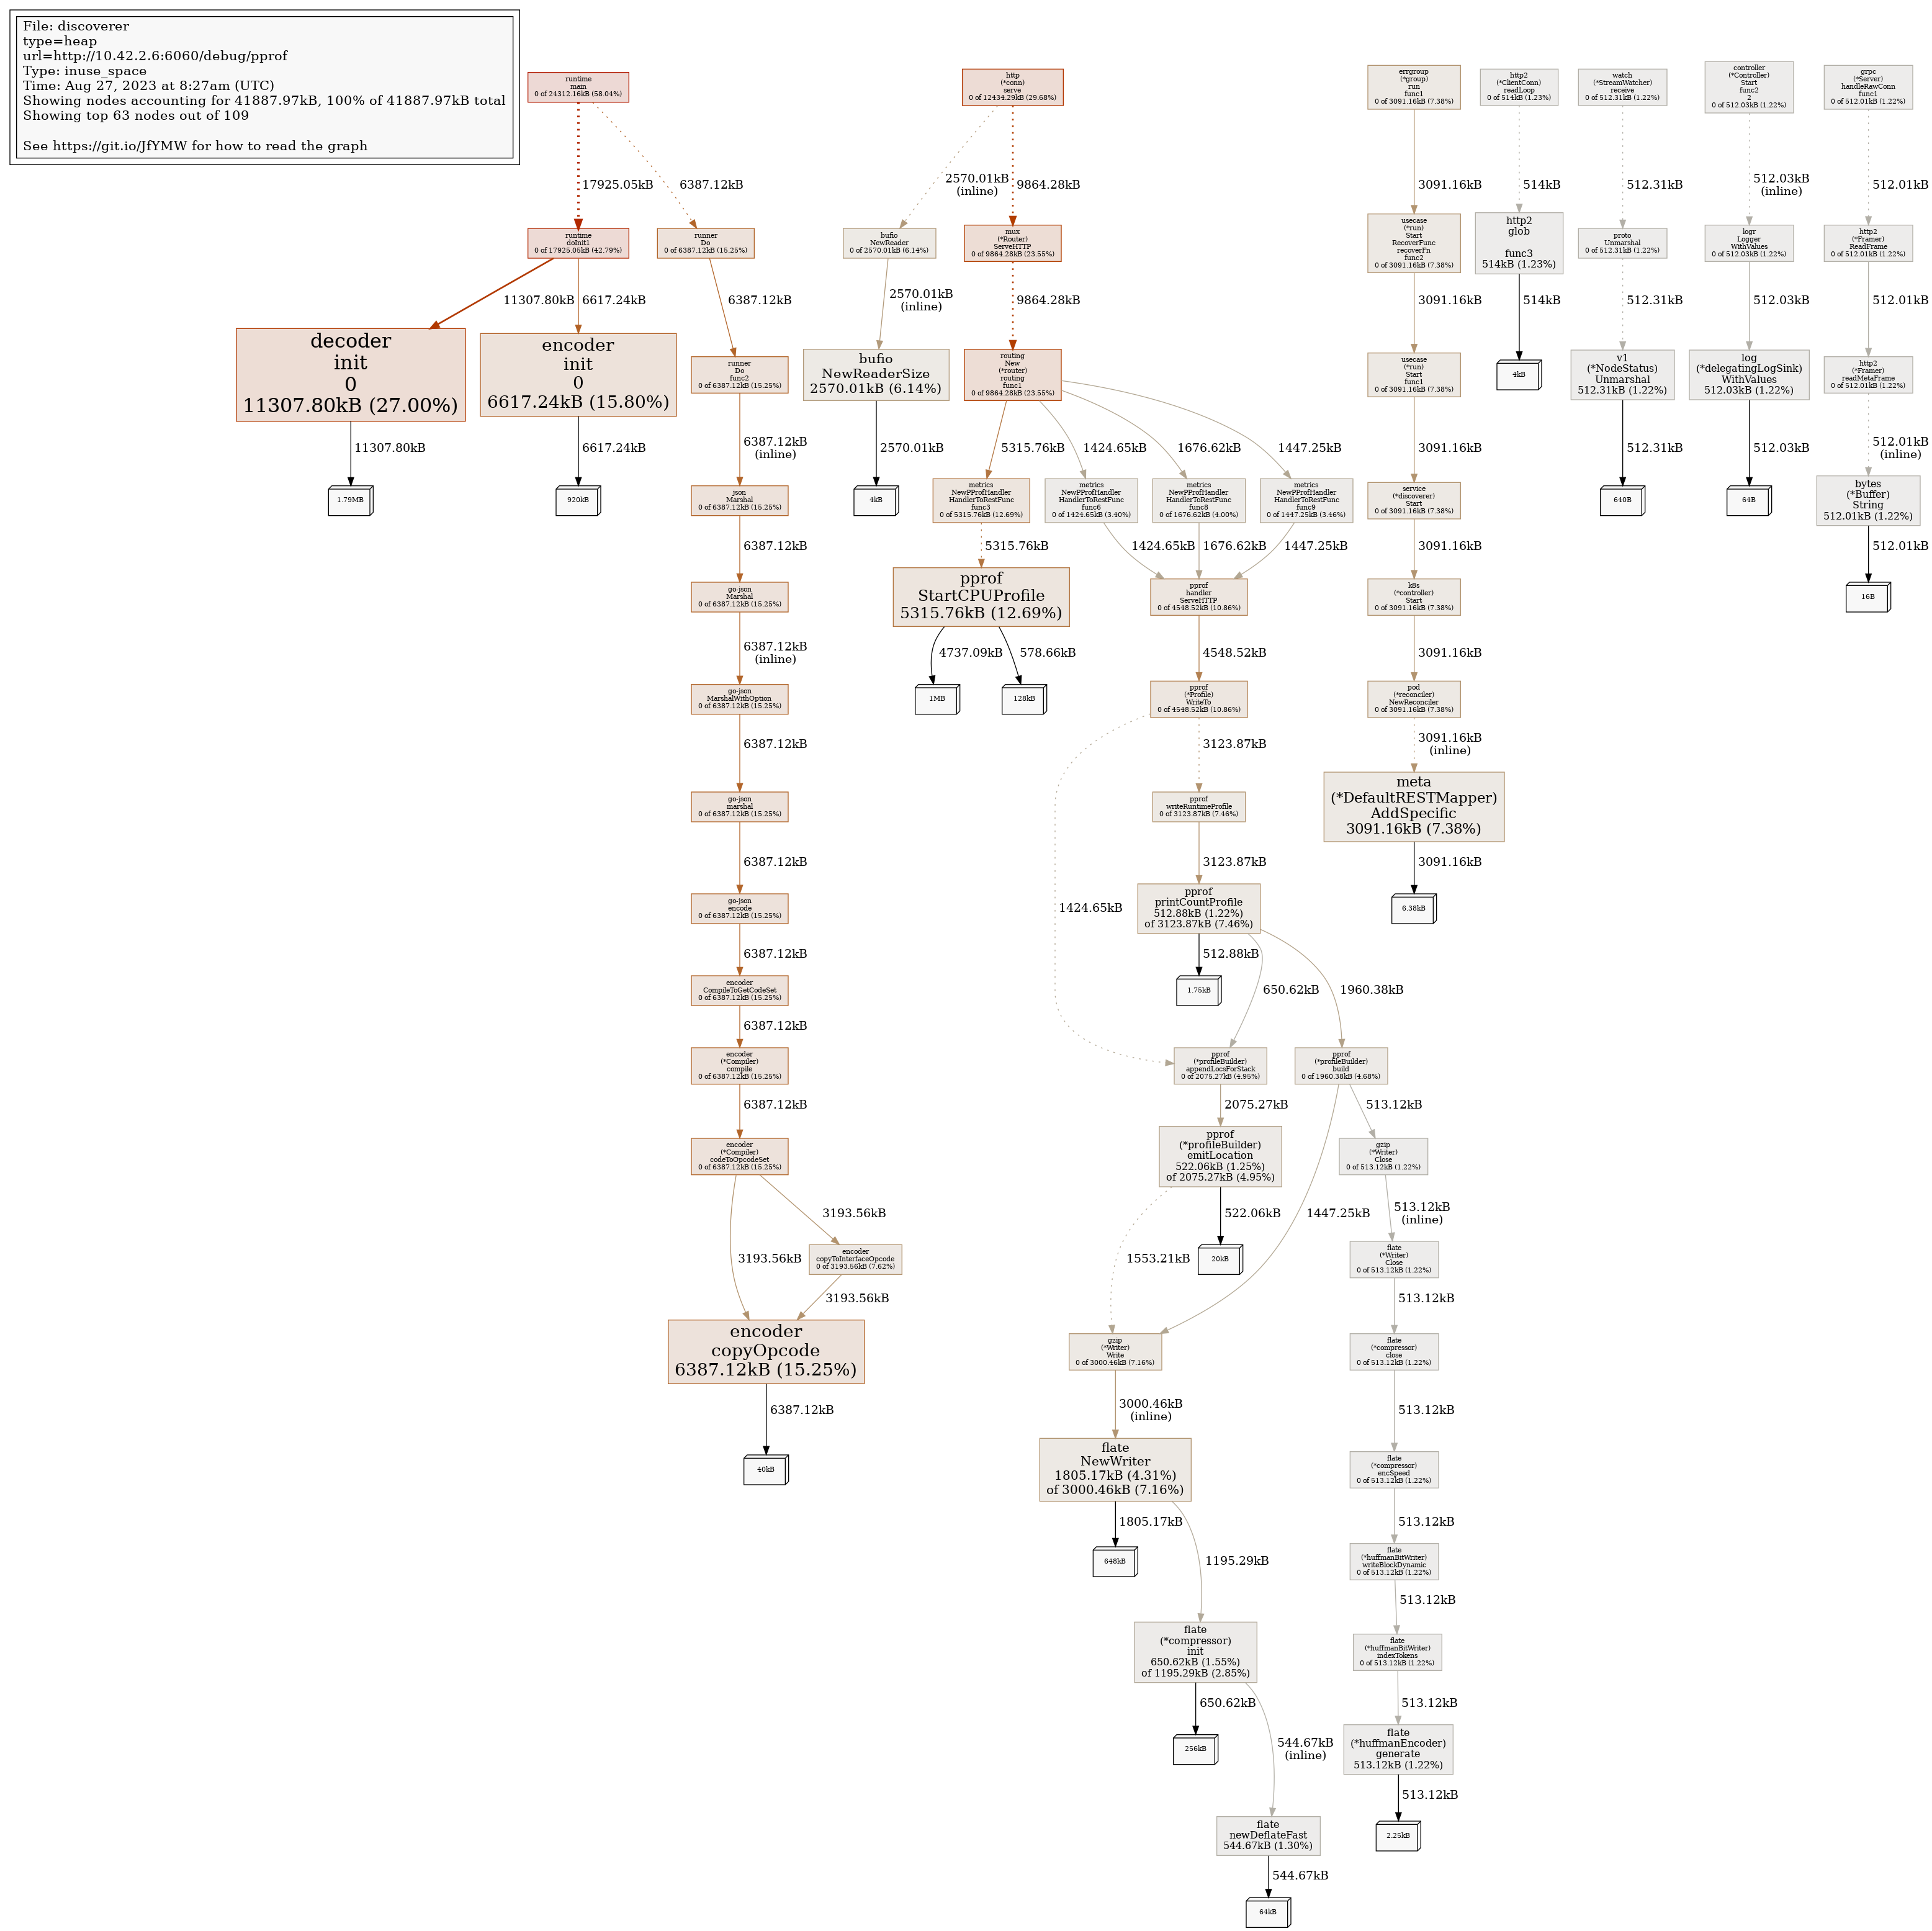 File: discoverer
type=heap
url=http://10.42.2.6:6060/debug/pprof
Type: inuse_space
Time: Aug 27, 2023 at 8:27am (UTC)
Showing nodes accounting for 41887.97kB, 100% of 41887.97kB total
Showing top 63 nodes out of 109
See https://git.io/JfYMW for how to read the graph
runtime
main
0 of 24312.16kB (58.04%)
17925.05kB
6387.12kB
runtime
doInit1
0 of 17925.05kB (42.79%)
11307.80kB
6617.24kB
decoder
init
0
11307.80kB (27.00%)
11307.80kB
1.79MB
encoder
init
0
6617.24kB (15.80%)
6617.24kB
920kB
runner
Do
0 of 6387.12kB (15.25%)
6387.12kB
runner
Do
func2
0 of 6387.12kB (15.25%)
6387.12kB
(inline)
json
Marshal
0 of 6387.12kB (15.25%)
6387.12kB
go-json
Marshal
0 of 6387.12kB (15.25%)
6387.12kB
(inline)
go-json
MarshalWithOption
0 of 6387.12kB (15.25%)
6387.12kB
go-json
marshal
0 of 6387.12kB (15.25%)
6387.12kB
go-json
encode
0 of 6387.12kB (15.25%)
6387.12kB
encoder
CompileToGetCodeSet
0 of 6387.12kB (15.25%)
6387.12kB
encoder
(*Compiler)
compile
0 of 6387.12kB (15.25%)
6387.12kB
encoder
(*Compiler)
codeToOpcodeSet
0 of 6387.12kB (15.25%)
3193.56kB
3193.56kB
encoder
copyToInterfaceOpcode
0 of 3193.56kB (7.62%)
3193.56kB
encoder
copyOpcode
6387.12kB (15.25%)
6387.12kB
40kB
http
(*conn)
serve
0 of 12434.29kB (29.68%)
2570.01kB
(inline)
9864.28kB
bufio
NewReader
0 of 2570.01kB (6.14%)
2570.01kB
(inline)
bufio
NewReaderSize
2570.01kB (6.14%)
2570.01kB
4kB
mux
(*Router)
ServeHTTP
0 of 9864.28kB (23.55%)
9864.28kB
routing
New
(*router)
routing
func1
0 of 9864.28kB (23.55%)
5315.76kB
1424.65kB
1676.62kB
1447.25kB
metrics
NewPProfHandler
HandlerToRestFunc
func3
0 of 5315.76kB (12.69%)
metrics
NewPProfHandler
HandlerToRestFunc
func6
0 of 1424.65kB (3.40%)
metrics
NewPProfHandler
HandlerToRestFunc
func8
0 of 1676.62kB (4.00%)
metrics
NewPProfHandler
HandlerToRestFunc
func9
0 of 1447.25kB (3.46%)
5315.76kB
1424.65kB
1676.62kB
1447.25kB
pprof
StartCPUProfile
5315.76kB (12.69%)
4737.09kB
578.66kB
1MB
128kB
pprof
handler
ServeHTTP
0 of 4548.52kB (10.86%)
4548.52kB
pprof
(*Profile)
WriteTo
0 of 4548.52kB (10.86%)
3123.87kB
1424.65kB
pprof
writeRuntimeProfile
0 of 3123.87kB (7.46%)
3123.87kB
pprof
printCountProfile
512.88kB (1.22%)
of 3123.87kB (7.46%)
512.88kB
650.62kB
1960.38kB
1.75kB
pprof
(*profileBuilder)
appendLocsForStack
0 of 2075.27kB (4.95%)
2075.27kB
pprof
(*profileBuilder)
build
0 of 1960.38kB (4.68%)
513.12kB
1447.25kB
pprof
(*profileBuilder)
emitLocation
522.06kB (1.25%)
of 2075.27kB (4.95%)
522.06kB
1553.21kB
20kB
gzip
(*Writer)
Write
0 of 3000.46kB (7.16%)
3000.46kB
(inline)
flate
NewWriter
1805.17kB (4.31%)
of 3000.46kB (7.16%)
1805.17kB
1195.29kB
648kB
flate
(*compressor)
init
650.62kB (1.55%)
of 1195.29kB (2.85%)
650.62kB
544.67kB
(inline)
256kB
flate
newDeflateFast
544.67kB (1.30%)
544.67kB
64kB
gzip
(*Writer)
Close
0 of 513.12kB (1.22%)
513.12kB
(inline)
flate
(*Writer)
Close
0 of 513.12kB (1.22%)
513.12kB
flate
(*compressor)
close
0 of 513.12kB (1.22%)
513.12kB
flate
(*compressor)
encSpeed
0 of 513.12kB (1.22%)
513.12kB
flate
(*huffmanBitWriter)
writeBlockDynamic
0 of 513.12kB (1.22%)
513.12kB
flate
(*huffmanBitWriter)
indexTokens
0 of 513.12kB (1.22%)
513.12kB
flate
(*huffmanEncoder)
generate
513.12kB (1.22%)
513.12kB
2.25kB
errgroup
(*group)
run
func1
0 of 3091.16kB (7.38%)
3091.16kB
usecase
(*run)
Start
RecoverFunc
recoverFn
func2
0 of 3091.16kB (7.38%)
3091.16kB
usecase
(*run)
Start
func1
0 of 3091.16kB (7.38%)
3091.16kB
service
(*discoverer)
Start
0 of 3091.16kB (7.38%)
3091.16kB
k8s
(*controller)
Start
0 of 3091.16kB (7.38%)
3091.16kB
pod
(*reconciler)
NewReconciler
0 of 3091.16kB (7.38%)
3091.16kB
(inline)
meta
(*DefaultRESTMapper)
AddSpecific
3091.16kB (7.38%)
3091.16kB
6.38kB
http2
(*ClientConn)
readLoop
0 of 514kB (1.23%)
514kB
http2
glob
func3
514kB (1.23%)
514kB
4kB
watch
(*StreamWatcher)
receive
0 of 512.31kB (1.22%)
512.31kB
proto
Unmarshal
0 of 512.31kB (1.22%)
512.31kB
v1
(*NodeStatus)
Unmarshal
512.31kB (1.22%)
512.31kB
640B
controller
(*Controller)
Start
func2
2
0 of 512.03kB (1.22%)
512.03kB
(inline)
logr
Logger
WithValues
0 of 512.03kB (1.22%)
512.03kB
log
(*delegatingLogSink)
WithValues
512.03kB (1.22%)
512.03kB
64B
grpc
(*Server)
handleRawConn
func1
0 of 512.01kB (1.22%)
512.01kB
http2
(*Framer)
ReadFrame
0 of 512.01kB (1.22%)
512.01kB
http2
(*Framer)
readMetaFrame
0 of 512.01kB (1.22%)
512.01kB
(inline)
bytes
(*Buffer)
String
512.01kB (1.22%)
512.01kB
16B